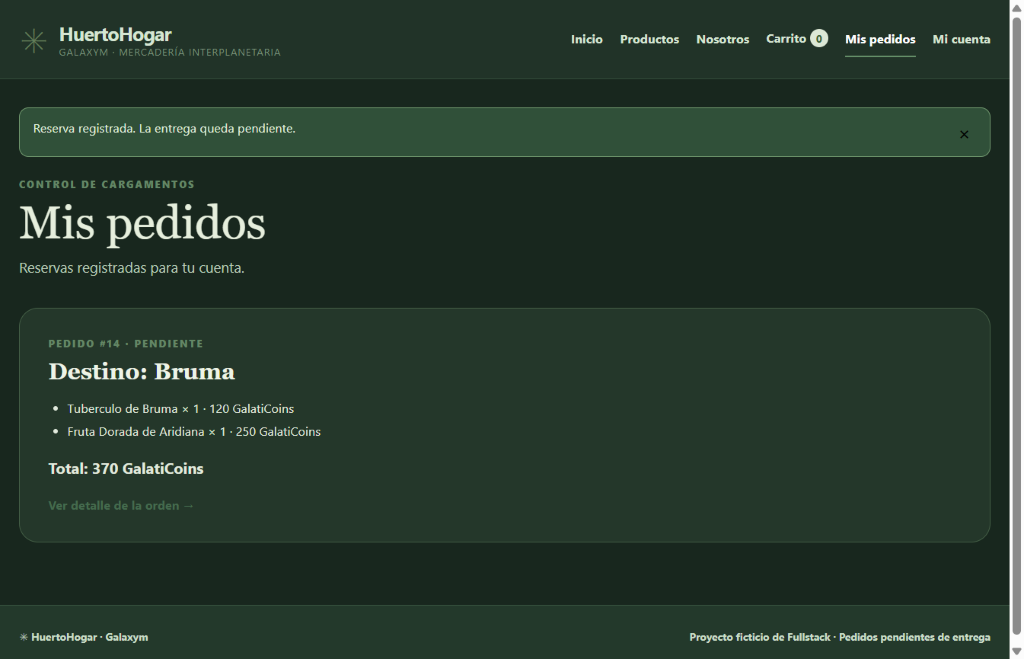 HuertoHogar
GALAXYM · MERCADERÍA INTERPLANETARIA
Inicio Productos Nosotros Carrito 0 Mis pedidos Mi cuenta
Reserva registrada. La entrega queda pendiente. ×
CONTROL DE CARGAMENTOS
Mis pedidos
Reservas registradas para tu cuenta.
PEDIDO #14 · PENDIENTE
Destino: Bruma
• Tuberculo de Bruma × 1 · 120 GalatiCoins
• Fruta Dorada de Aridiana × 1 · 250 GalatiCoins
Total: 370 GalatiCoins
Ver detalle de la orden →
✳ HuertoHogar · Galaxym
Proyecto ficticio de Fullstack · Pedidos pendientes de entrega